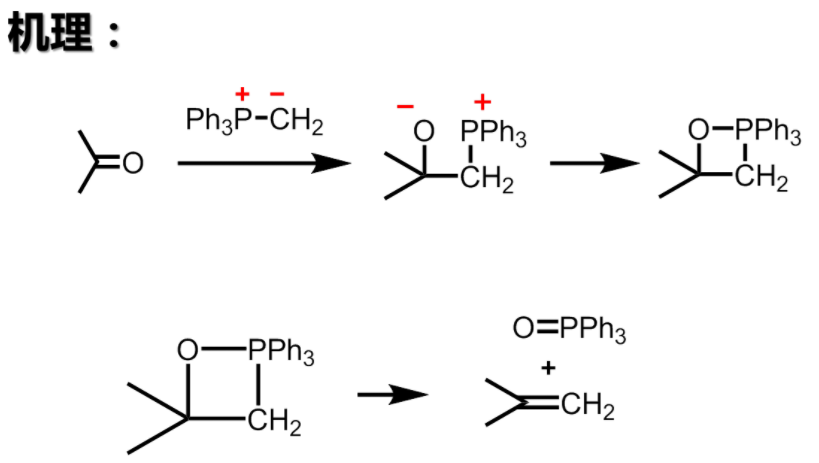 机理：
+ −
Ph₃P-CH₂
O
− +
O PPh₃
CH₂
O PPh₃
CH₂
O PPh₃
CH₂
O=PPh₃
+
CH₂